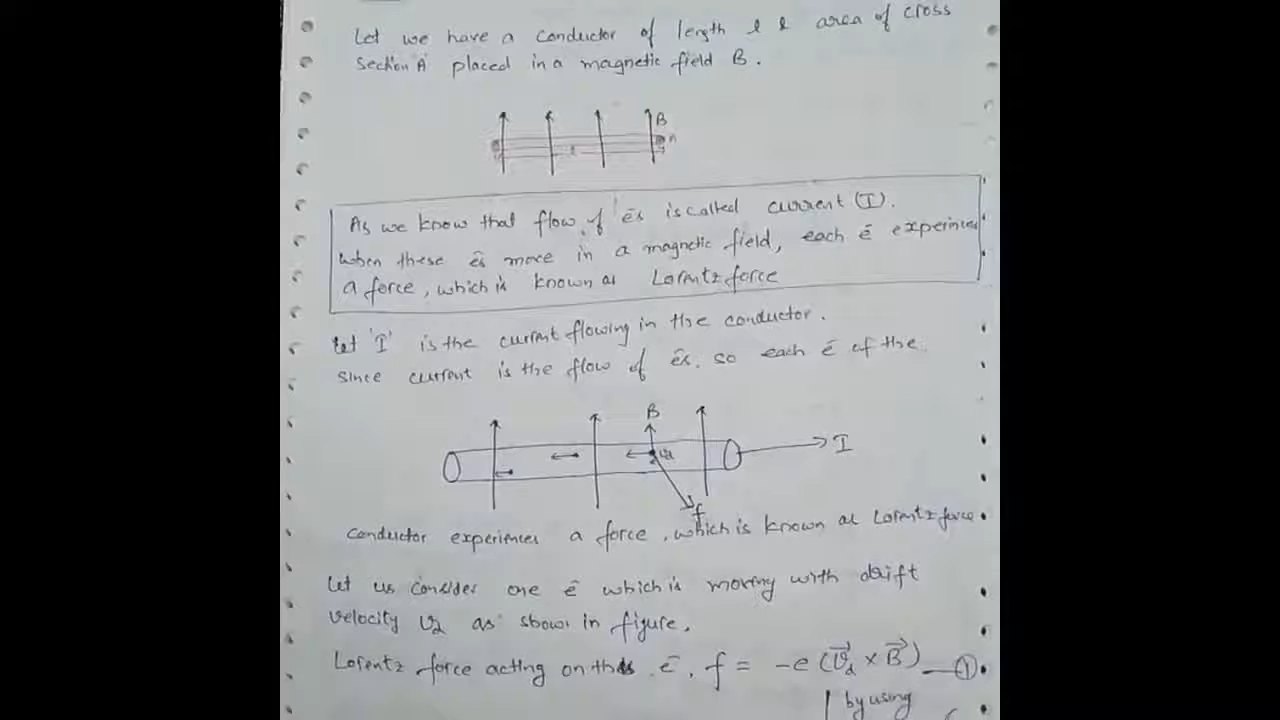 Let we have a conductor of length l & area of cross
section A placed in a magnetic field B.
B
As we know that flow of ēs is called current (I).
when these ēs move in a magnetic field, each ē experinces
a force, which is known as Lorentz force
Let 'I' is the current flowing in the conductor.
since current is the flow of ēs. so each ē of the
B
I
f
conductor experinces a force, which is known as Lorentz force
Let us consider one ē which is moving with drift
velocity vd as shown in figure,
Lorentz force acting on this ē, f = -e (v⃗d × B⃗) — ①
by using